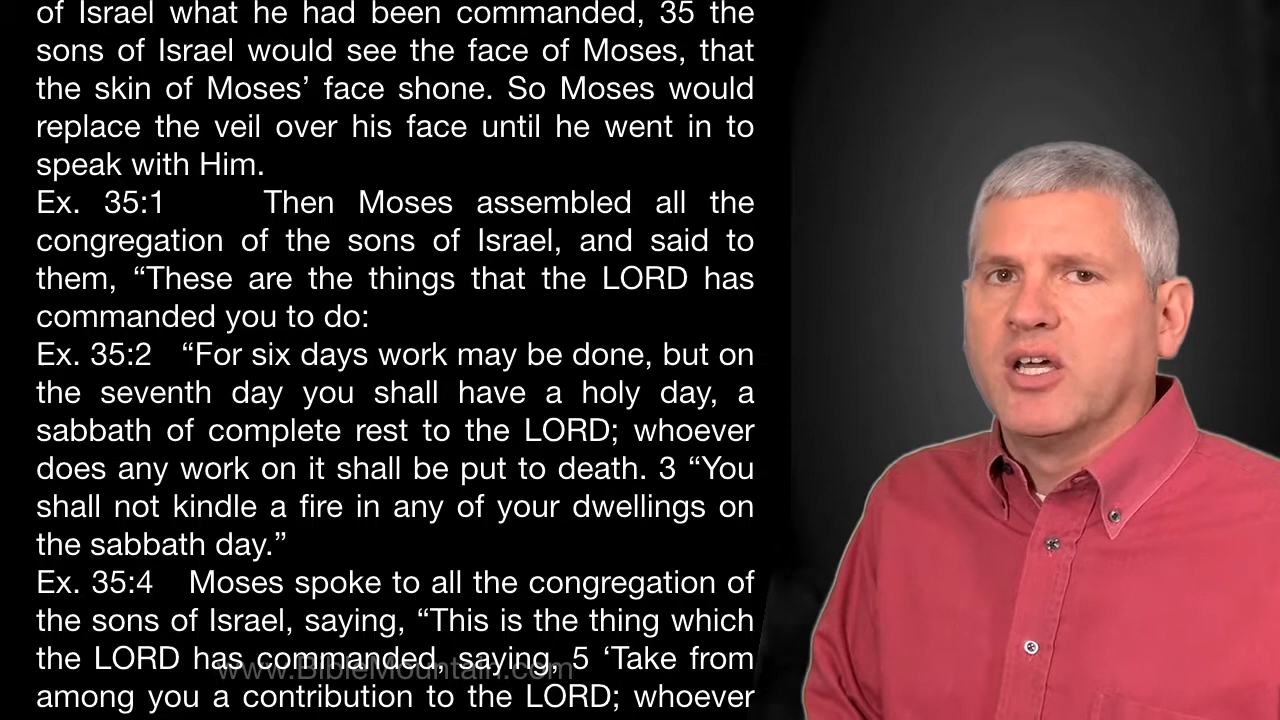 of Israel what he had been commanded, 35 the
sons of Israel would see the face of Moses, that
the skin of Moses’ face shone. So Moses would
replace the veil over his face until he went in to
speak with Him.
Ex. 35:1 Then Moses assembled all the
congregation of the sons of Israel, and said to
them, “These are the things that the LORD has
commanded you to do:
Ex. 35:2 “For six days work may be done, but on
the seventh day you shall have a holy day, a
sabbath of complete rest to the LORD; whoever
does any work on it shall be put to death. 3 “You
shall not kindle a fire in any of your dwellings on
the sabbath day.”
Ex. 35:4 Moses spoke to all the congregation of
the sons of Israel, saying, “This is the thing which
the LORD has commanded, saying, 5 ‘Take from
www.BibleMountain.com
among you a contribution to the LORD; whoever